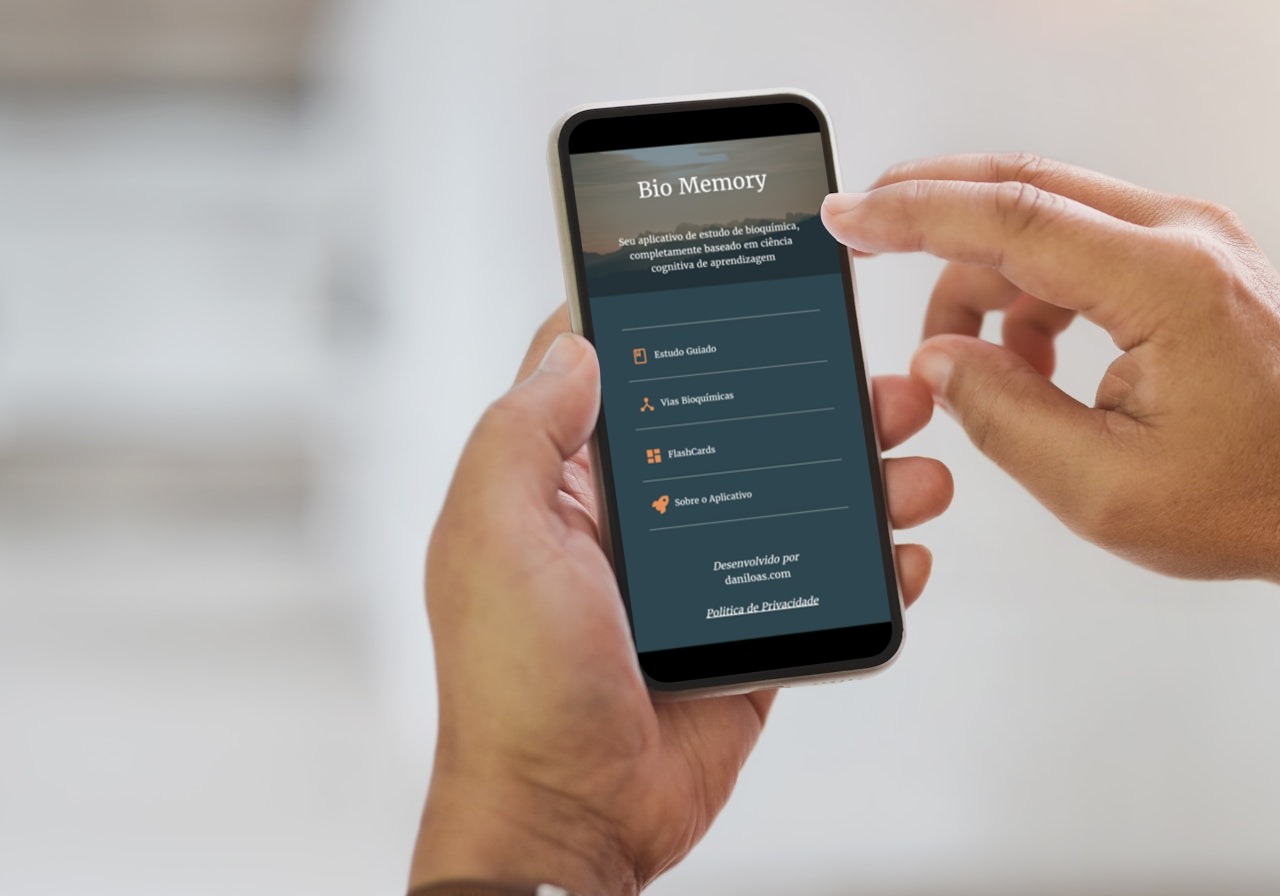 Bio Memory
Seu aplicativo de estudo de bioquímica,
completamente baseado em ciência
cognitiva de aprendizagem
Estudo Guiado
Vias Bioquímicas
FlashCards
Sobre o Aplicativo
Desenvolvido por
daniloas.com
Politica de Privacidade